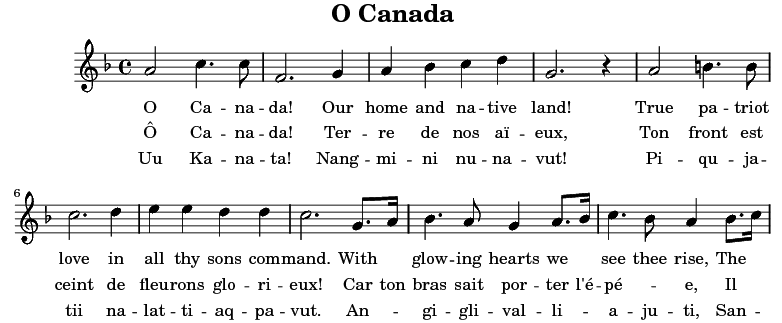 O Canada
O Ca -- na -- da! Our home and na -- tive land! True pa -- triot
Ô Ca -- na -- da! Ter -- re de nos aï -- eux, Ton front est
Uu Ka -- na -- ta! Nang -- mi -- ni nu -- na -- vut! Pi -- qu -- ja --
6
love in all thy sons command. With glow -- ing hearts we see thee rise, The
ceint de fleurons glo -- ri -- eux! Car ton bras sait por -- ter l'é -- pé -- e, Il
tii na -- lat -- ti -- aq -- pa -- vut. An -- gi -- gli -- val -- li -- a -- ju -- ti, San --